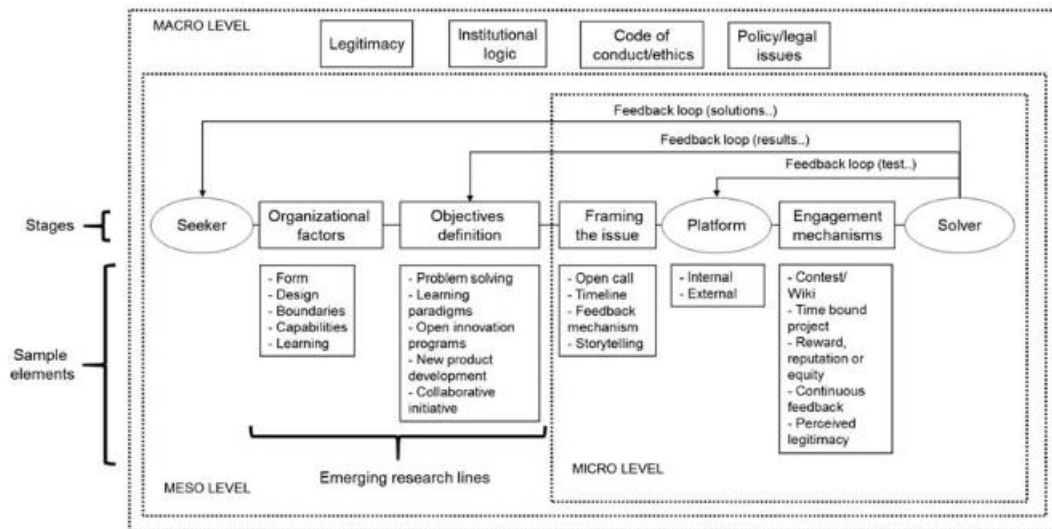 MACRO LEVEL
Legitimacy
Institutional
logic
Code of
conduct/ethics
Policy/legal
issues
Feedback loop (solutions..)
Feedback loop (results..)
Feedback loop (test..)
Stages
Seeker
Organizational
factors
Objectives
definition
Framing
the issue
Platform
Engagement
mechanisms
Solver
Sample
elements
- Form
- Design
- Boundaries
- Capabilities
- Learning
- Problem solving
- Learning
paradigms
- Open innovation
programs
- New product
development
- Collaborative
initiative
- Open call
- Timeline
- Feedback
mechanism
- Storytelling
- Internal
- External
- Contest/
Wiki
- Time bound
project
- Reward,
reputation or
equity
- Continuous
feedback
- Perceived
legitimacy
Emerging research lines
MESO LEVEL
MICRO LEVEL